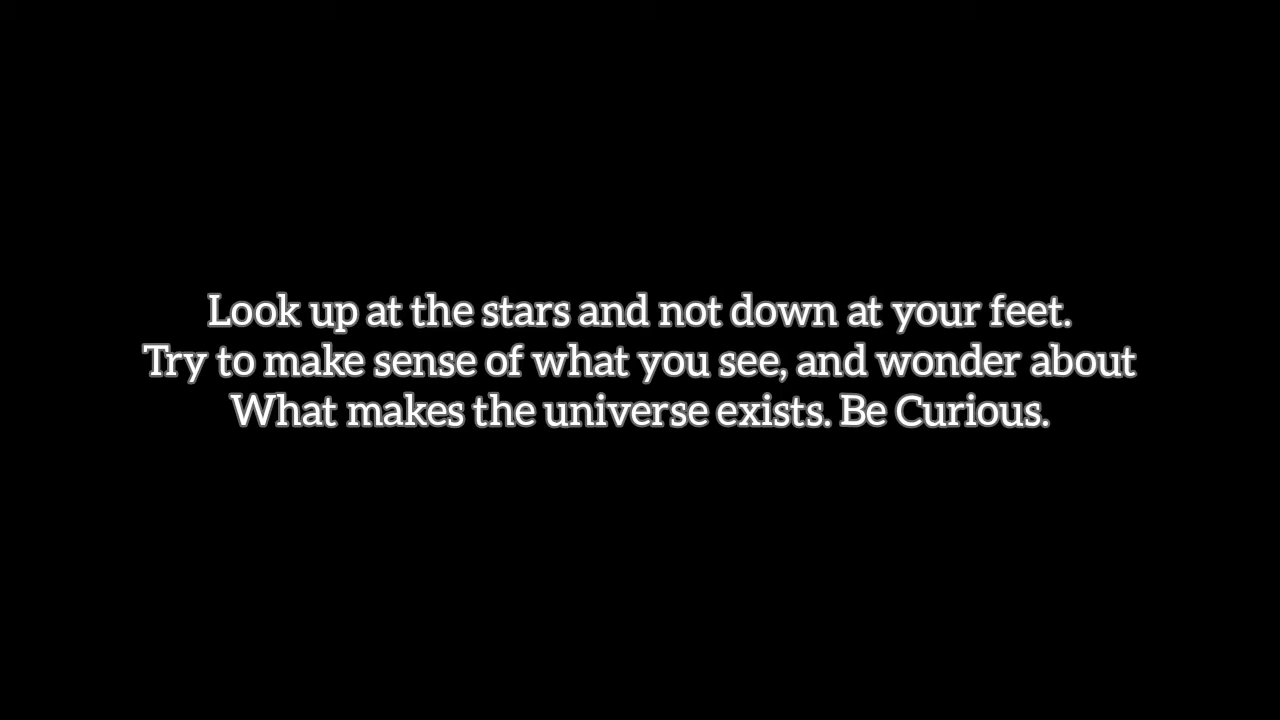 Look up at the stars and not down at your feet.
Try to make sense of what you see, and wonder about
What makes the universe exists. Be Curious.